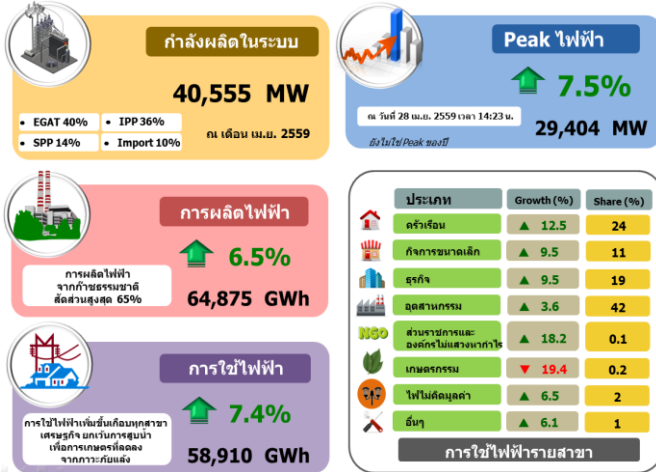 กำลังผลิตในระบบ
40,555 MW
• EGAT 40%
• IPP 36%
• SPP 14%
• Import 10%
ณ เดือน เม.ย. 2559
Peak ไฟฟ้า
7.5%
ณ วันที่ 28 เม.ย. 2559 เวลา 14:23 น.
29,404 MW
ยังไม่ใช่ Peak ของปี
การผลิตไฟฟ้า
6.5%
การผลิตไฟฟ้า
จากก๊าซธรรมชาติ
สัดส่วนสูงสุด 65%
64,875 GWh
การใช้ไฟฟ้า
7.4%
การใช้ไฟฟ้าเพิ่มขึ้นเกือบทุกสาขา
เศรษฐกิจ ยกเว้นการสูบน้ำ
เพื่อการเกษตรที่ลดลง
จากภาวะภัยแล้ง
58,910 GWh
ประเภท Growth (%) Share (%)
ครัวเรือน ▲ 12.5 24
กิจการขนาดเล็ก ▲ 9.5 11
ธุรกิจ ▲ 9.5 19
อุตสาหกรรม ▲ 3.6 42
NGO
ส่วนราชการและ
องค์กรไม่แสวงหากำไร ▲ 18.2 0.1
เกษตรกรรม ▼ 19.4 0.2
ไฟไม่คิดมูลค่า ▲ 6.5 2
อื่นๆ ▲ 6.1 1
การใช้ไฟฟ้ารายสาขา